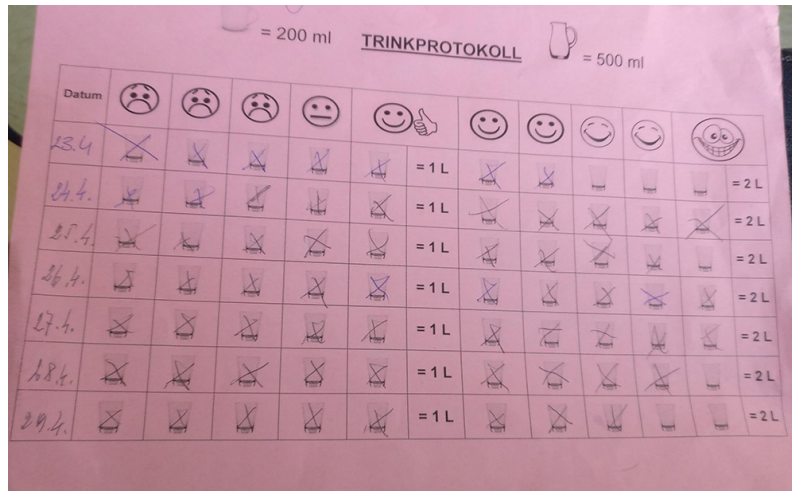 = 200 ml TRINKPROTOKOLL = 500 ml
Datum
23.4 = 1 L = 2 L
24.4. = 1 L = 2 L
25.4. = 1 L = 2 L
26.4. = 1 L = 2 L
27.4. = 1 L = 2 L
28.4. = 1 L = 2 L
29.4. = 1 L = 2 L